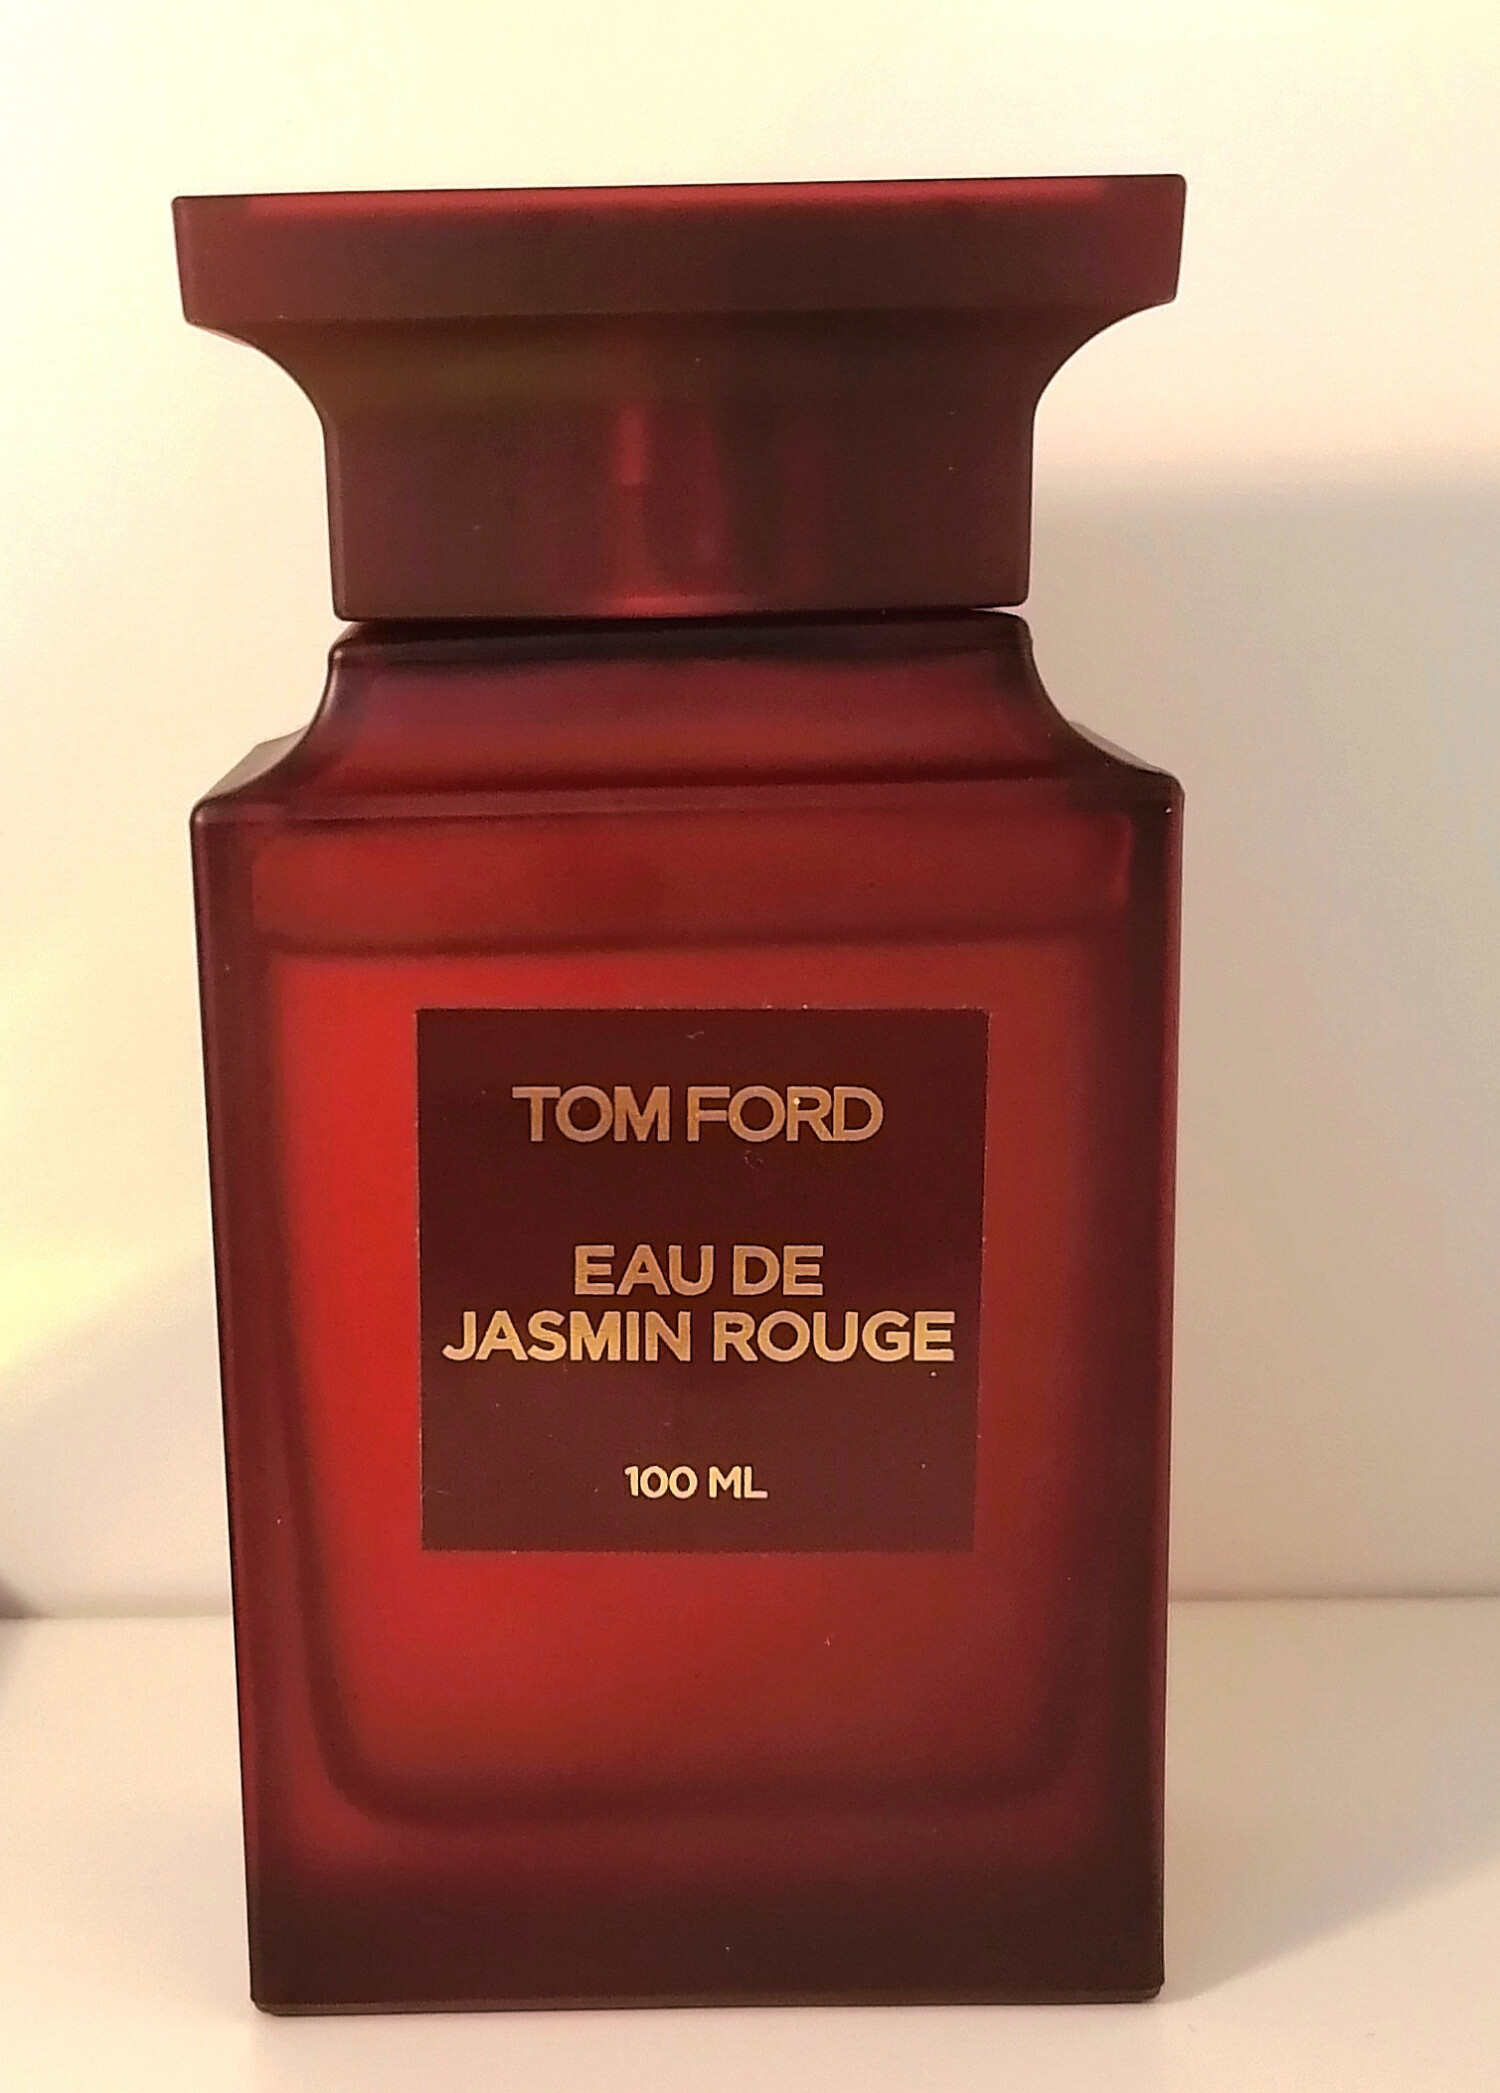 TOM FORD
EAU DE
JASMIN ROUGE
100 ML